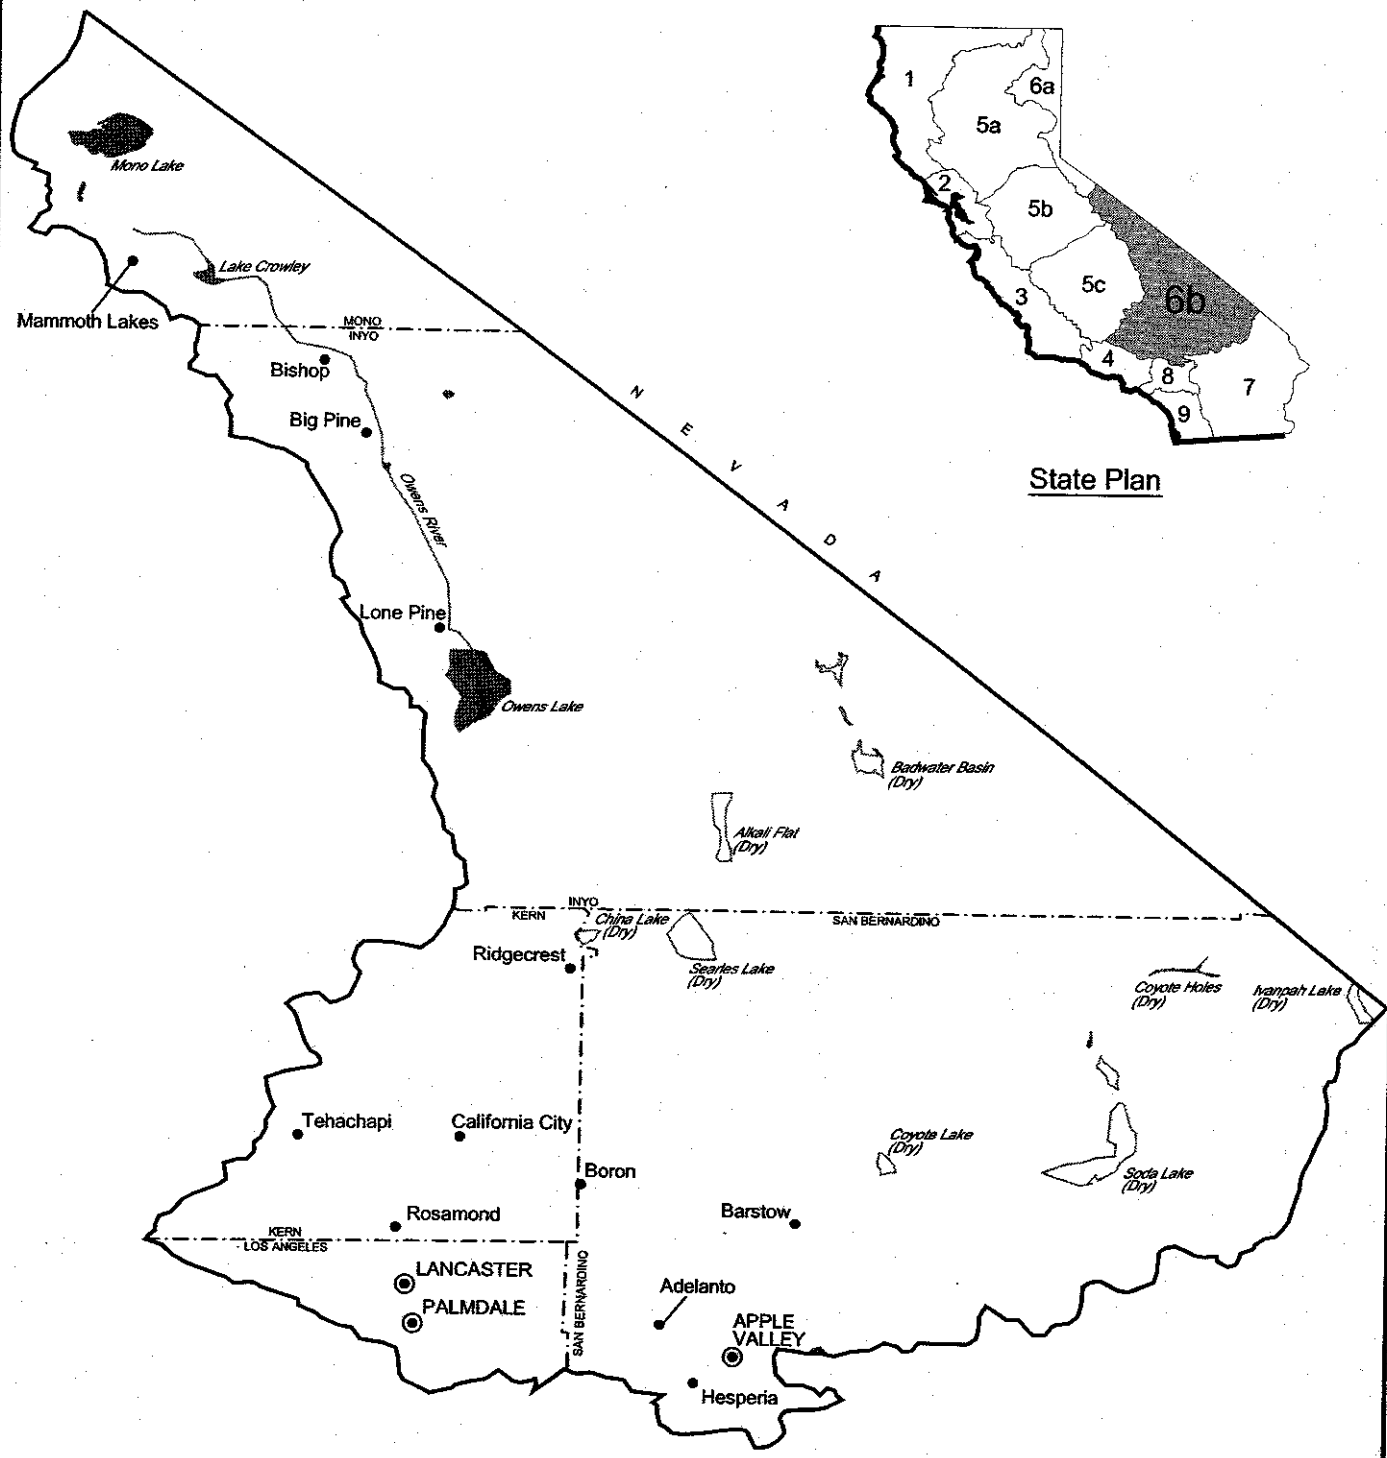 1
6a
5a
2
5b
5c
3
6b
4
8
7
9
State Plan
Mono Lake
Lake Crowley
Mammoth Lakes
MONO
INYO
Bishop
Big Pine
Owens River
N E V A D A
Lone Pine
Owens Lake
Badwater Basin
(Dry)
Alkali Flat
(Dry)
INYO
KERN
SAN BERNARDINO
China Lake
(Dry)
Ridgecrest
Searles Lake
(Dry)
Coyote Holes
(Dry)
Ivanpah Lake
(Dry)
Tehachapi
California City
Coyote Lake
(Dry)
Boron
Soda Lake
(Dry)
Rosamond
Barstow
KERN
LOS ANGELES
SAN BERNARDINO
LANCASTER
PALMDALE
Adelanto
APPLE
VALLEY
Hesperia